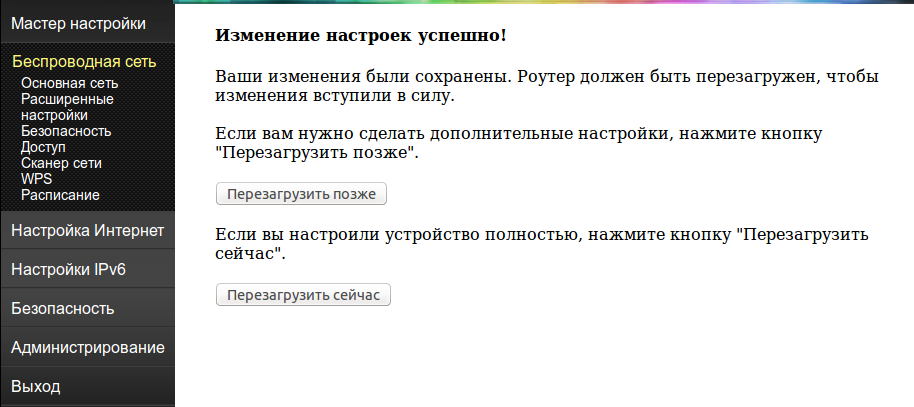 Мастер настройки
Беспроводная сеть
Основная сеть
Расширенные
настройки
Безопасность
Доступ
Сканер сети
WPS
Расписание
Настройка Интернет
Настройки IPv6
Безопасность
Администрирование
Выход
Изменение настроек успешно!
Ваши изменения были сохранены. Роутер должен быть перезагружен, чтобы
изменения вступили в силу.
Если вам нужно сделать дополнительные настройки, нажмите кнопку
"Перезагрузить позже".
Перезагрузить позже
Если вы настроили устройство полностью, нажмите кнопку "Перезагрузить
сейчас".
Перезагрузить сейчас